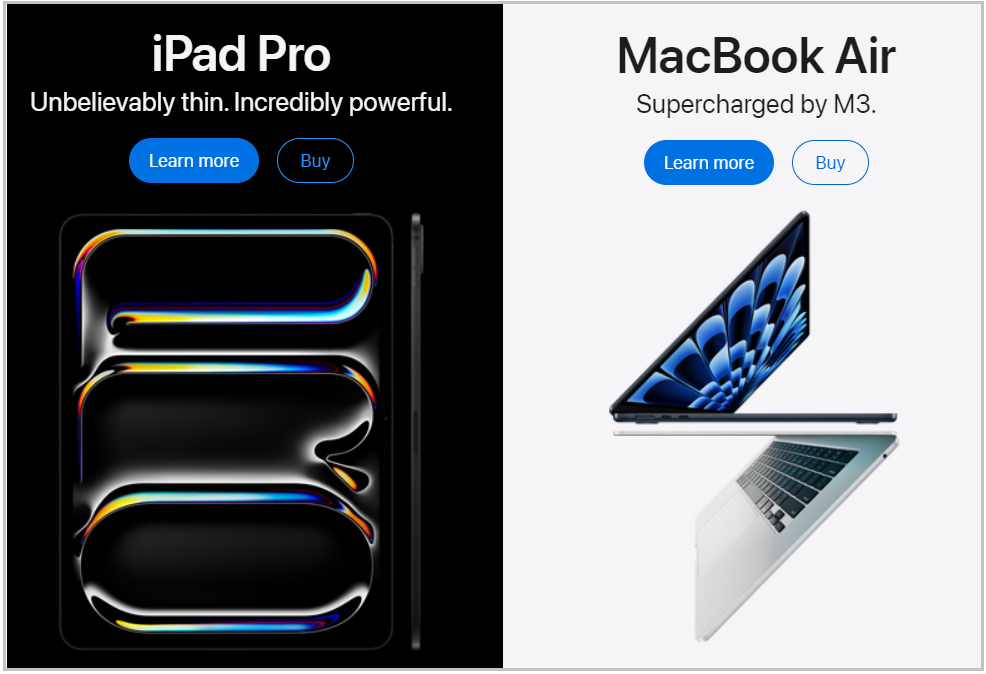 iPad Pro
Unbelievably thin. Incredibly powerful.
Learn more
Buy
MacBook Air
Supercharged by M3.
Learn more
Buy